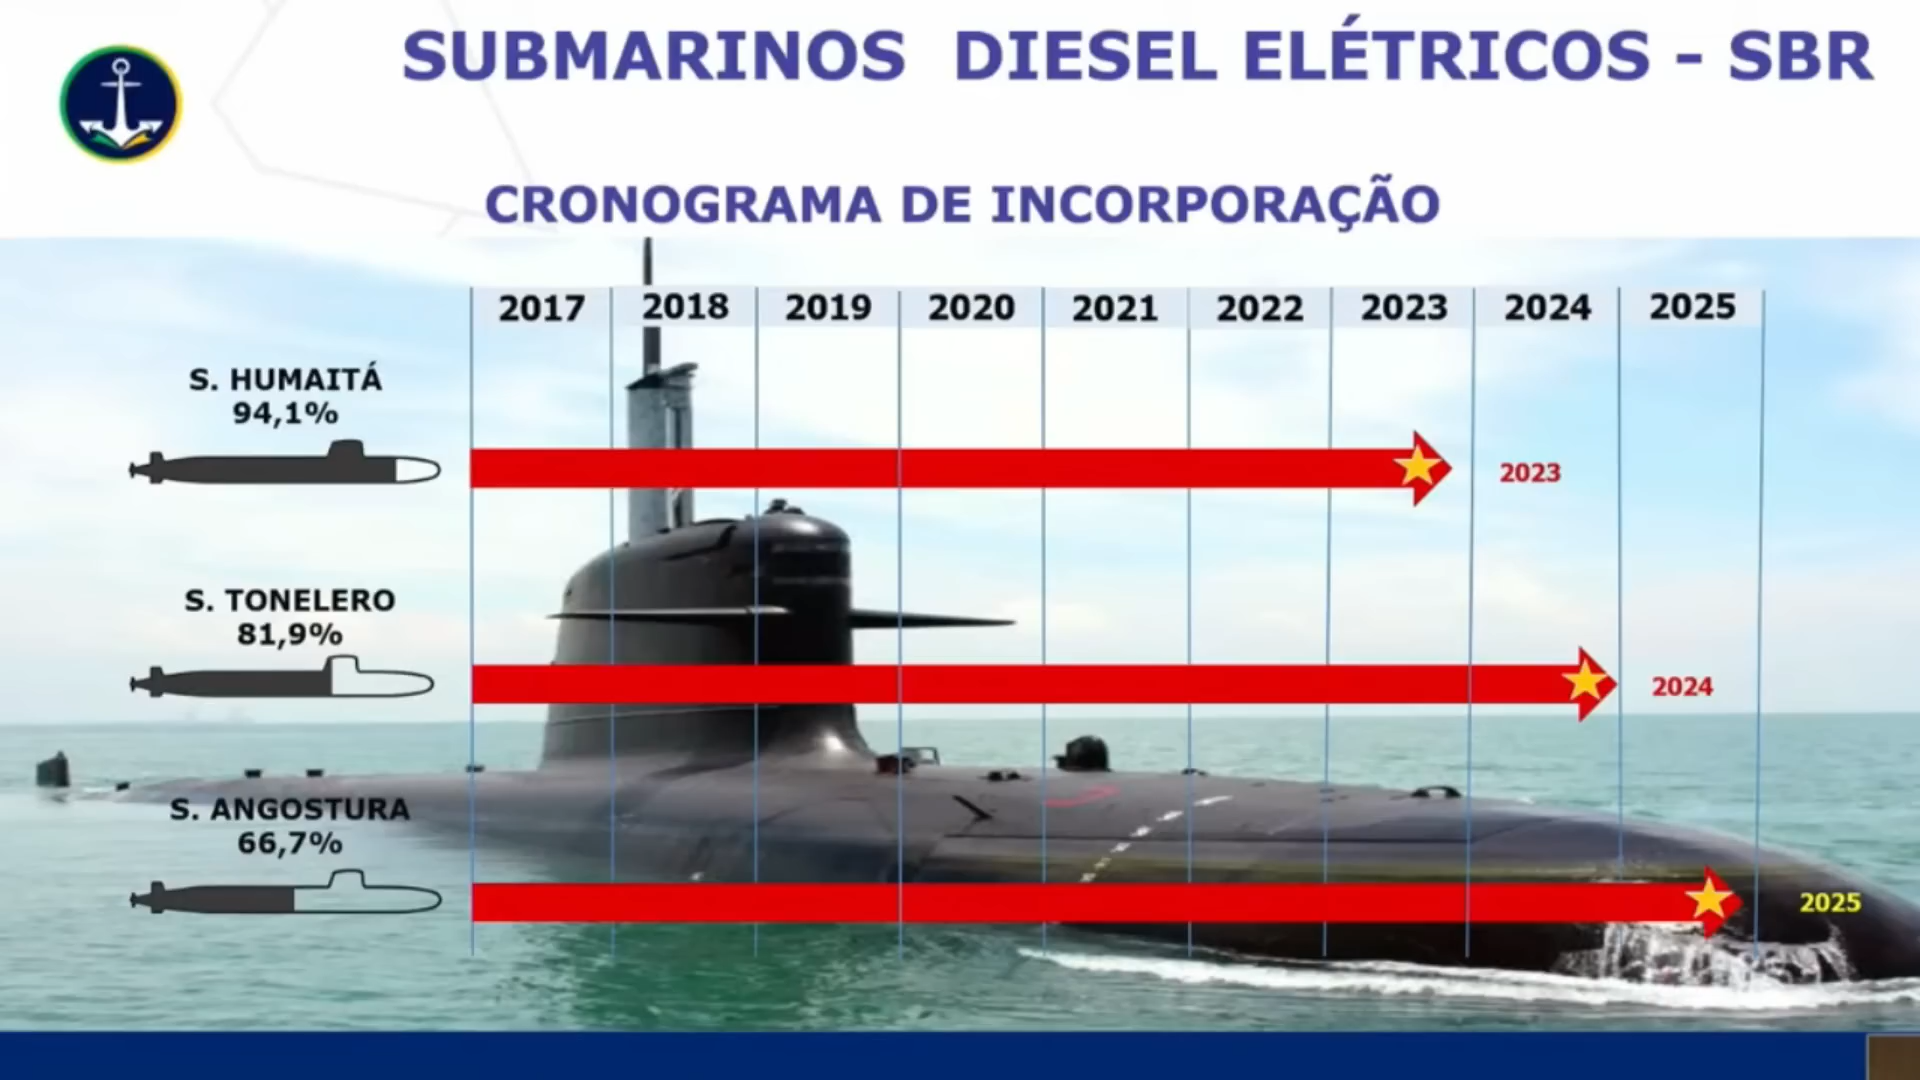 SUBMARINOS DIESEL ELÉTRICOS - SBR
CRONOGRAMA DE INCORPORAÇÃO
2017 2018 2019 2020 2021 2022 2023 2024 2025
S. HUMAITÁ
94,1%
2023
S. TONELERO
81,9%
2024
S. ANGOSTURA
66,7%
2025